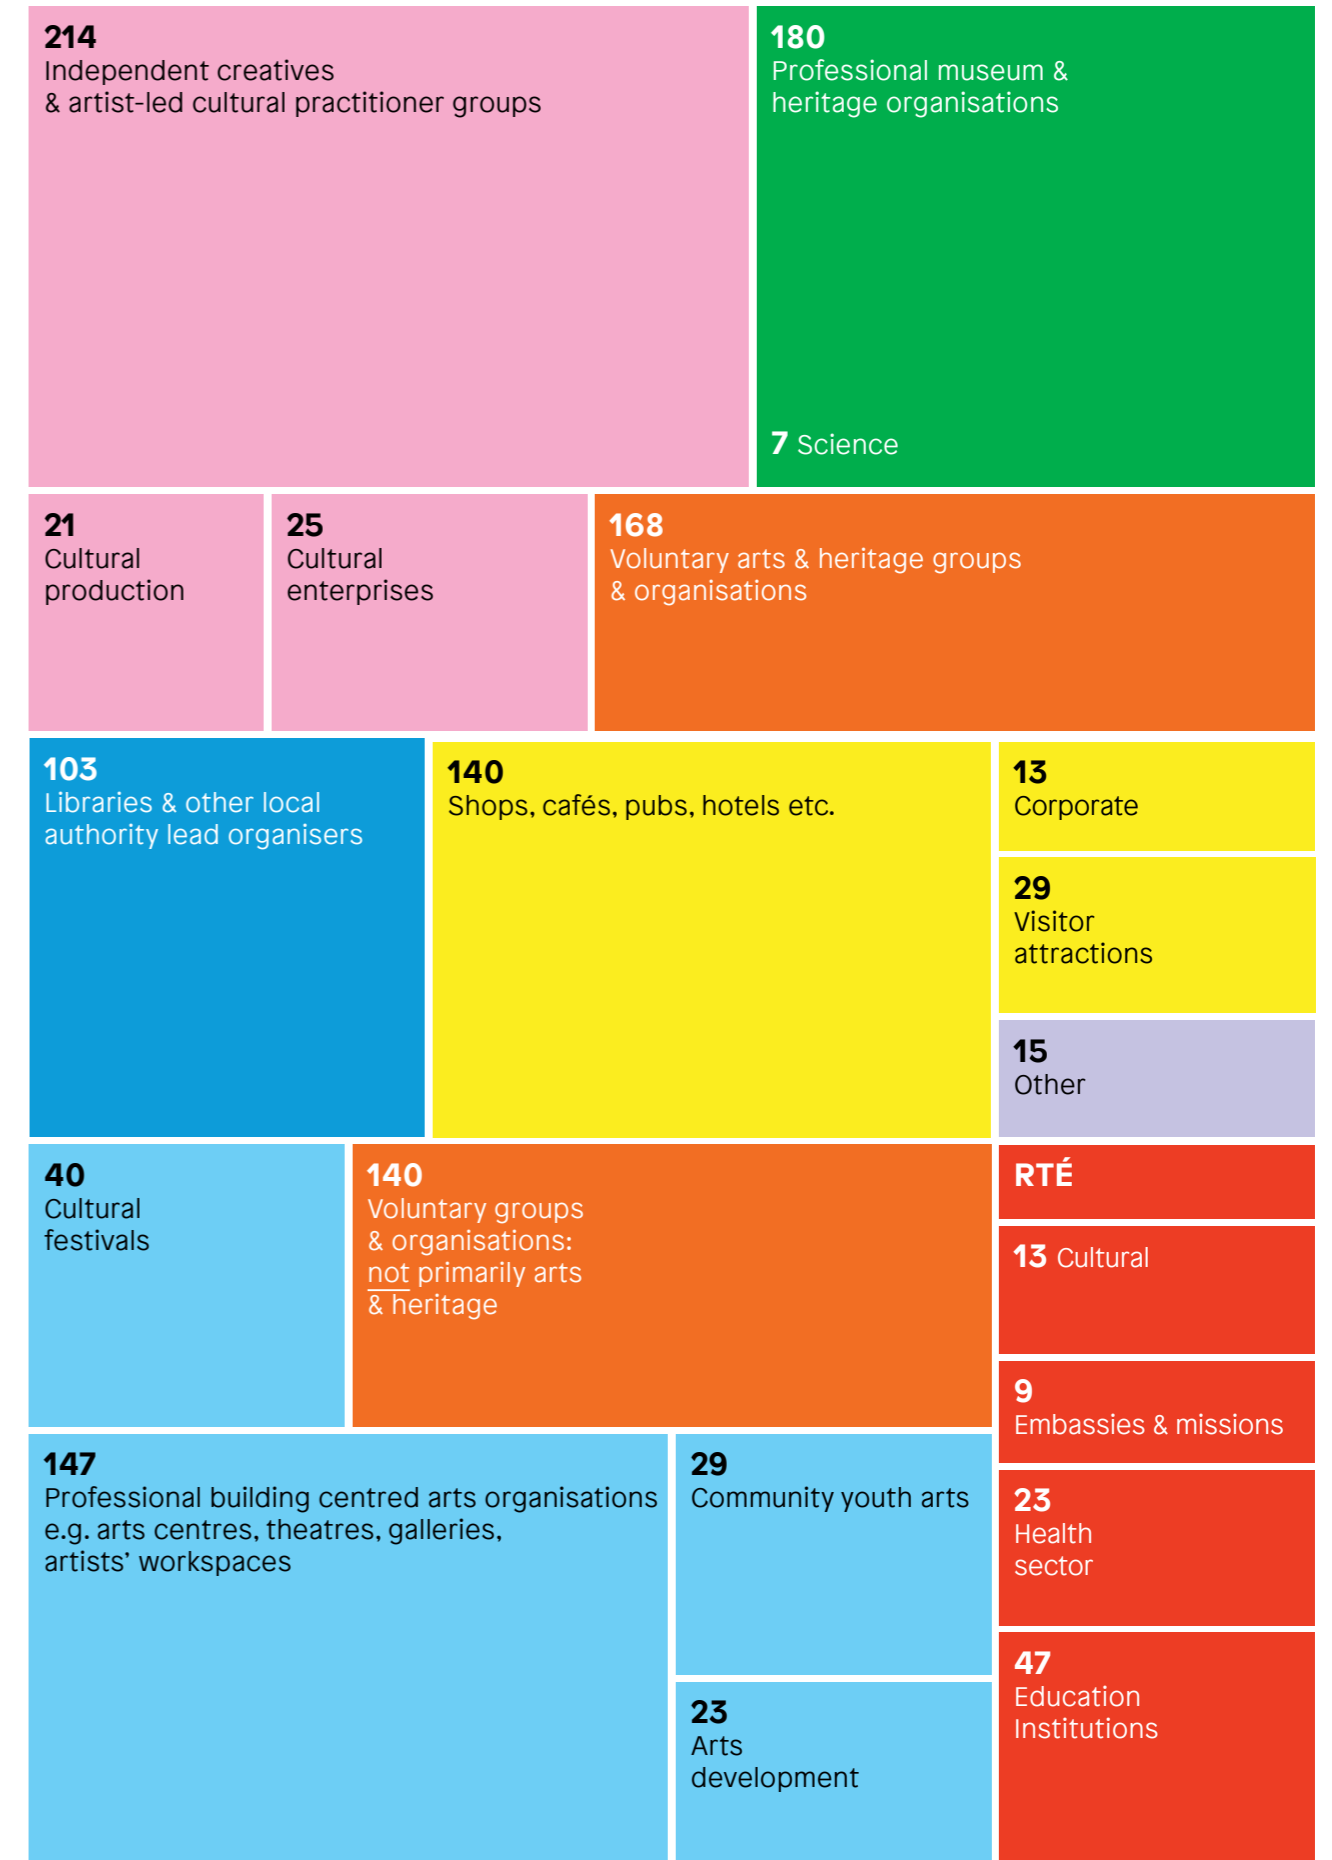 214
Independent creatives
& artist-led cultural practitioner groups
180
Professional museum &
heritage organisations
7 Science
21
Cultural
production
25
Cultural
enterprises
168
Voluntary arts & heritage groups
& organisations
103
Libraries & other local
authority lead organisers
140
Shops, cafés, pubs, hotels etc.
13
Corporate
29
Visitor
attractions
15
Other
40
Cultural
festivals
140
Voluntary groups
& organisations:
not primarily arts
& heritage
RTÉ
13 Cultural
9
Embassies & missions
147
Professional building centred arts organisations
e.g. arts centres, theatres, galleries,
artists’ workspaces
29
Community youth arts
23
Arts
development
23
Health
sector
47
Education
Institutions